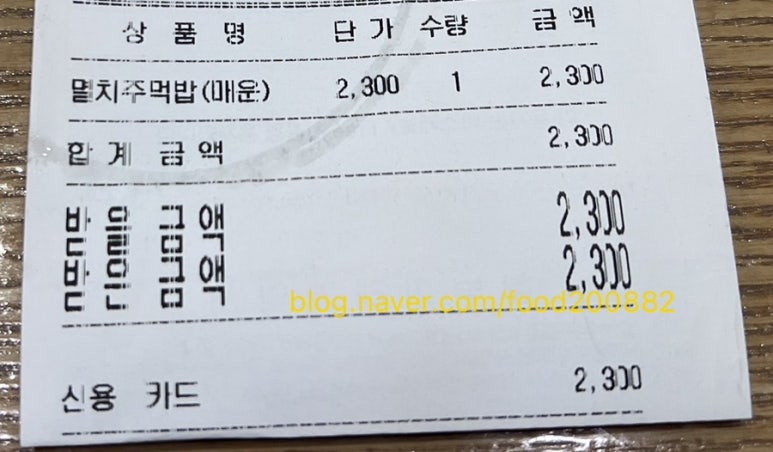 상 품 명 단 가 수량 금 액
멸치주먹밥(매운) 2,300 1 2,300
합 계 금 액 2,300
받 을 금 액 2,300
받 은 금 액 2,300
blog.naver.com/food200882
신용 카드 2,300